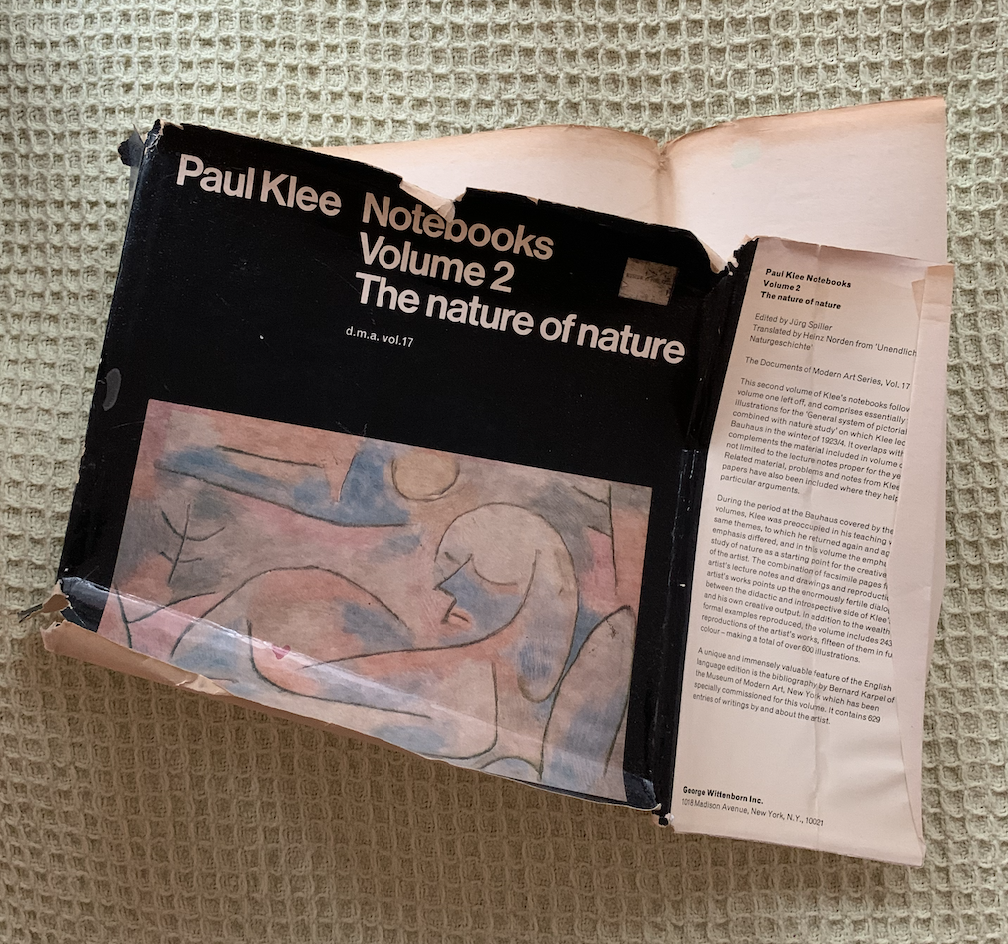 Paul Klee Notebooks
Volume 2
The nature of nature
d.m.a. vol.17
Paul Klee Notebooks
Volume 2
The nature of nature
Edited by Jürg Spiller
Translated by Heinz Norden from 'Unendlich
Naturgeschichte'
The Documents of Modern Art Series, Vol. 17
This second volume of Klee's notebooks follow
volume one left off, and comprises essentially
illustrations for the 'General system of pictorial
combined with nature study' on which Klee lec
Bauhaus in the winter of 1923/4. It overlaps with
complements the material included in volume o
not limited to the lecture notes proper for the ye
Related material, problems and notes from Klee
papers have also been included where they help
particular arguments.
During the period at the Bauhaus covered by the
volumes, Klee was preoccupied in his teaching
same themes, to which he returned again and ag
emphasis differed, and in this volume the empha
study of nature as a starting point for the creative
of the artist. The combination of facsimile pages f
artist's lecture notes and drawings and reproductio
artist's works points up the enormously fertile dialog
between the didactic and introspective side of Klee'
and his own creative output. In addition to the wealth
formal examples reproduced, the volume includes 243
reproductions of the artist's works, fifteen of them in fu
colour – making a total of over 600 illustrations.
A unique and immensely valuable feature of the English
language edition is the bibliography by Bernard Karpel of
the Museum of Modern Art, New York which has been
specially commissioned for this volume. It contains 629
entries of writings by and about the artist.
George Wittenborn Inc.
1018 Madison Avenue, New York, N.Y., 10021